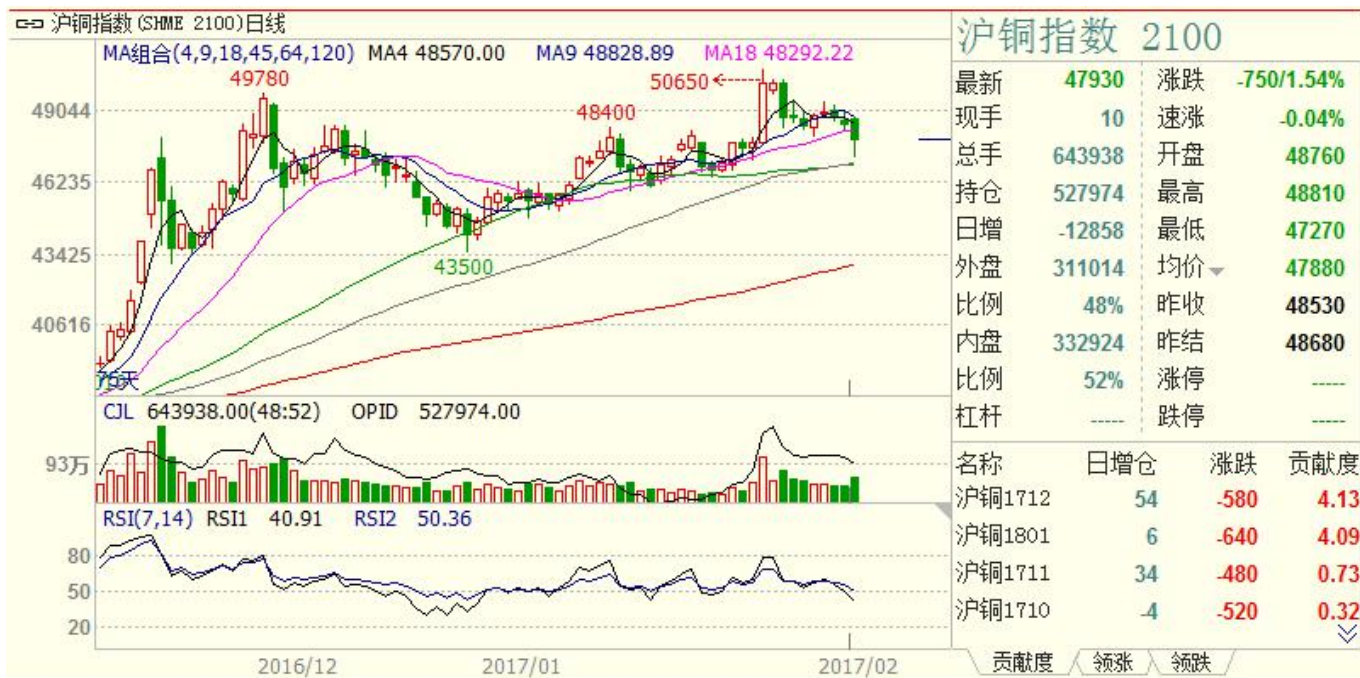 沪铜指数(SHME 2100)日线
MA组合(4,9,18,45,64,120) MA4 48570.00 MA9 48828.89 MA18 48292.22
49780
50650
48400
49044
46235
43425
43500
40616
75天
CJL 643938.00(48:52) OPID 527974.00
93万
RSI(7,14) RSI1 40.91 RSI2 50.36
80
50
20
2016/12 2017/01 2017/02
沪铜指数 2100
最新 47930 涨跌 -750/1.54%
现手 10 速涨 -0.04%
总手 643938 开盘 48760
持仓 527974 最高 48810
日增 -12858 最低 47270
外盘 311014 均价 47880
比例 48% 昨收 48530
内盘 332924 昨结 48680
比例 52% 涨停 -----
杠杆 ----- 跌停 -----
名称 日增仓 涨跌 贡献度
沪铜1712 54 -580 4.13
沪铜1801 6 -640 4.09
沪铜1711 34 -480 0.73
沪铜1710 -4 -520 0.32
贡献度 领涨 领跌